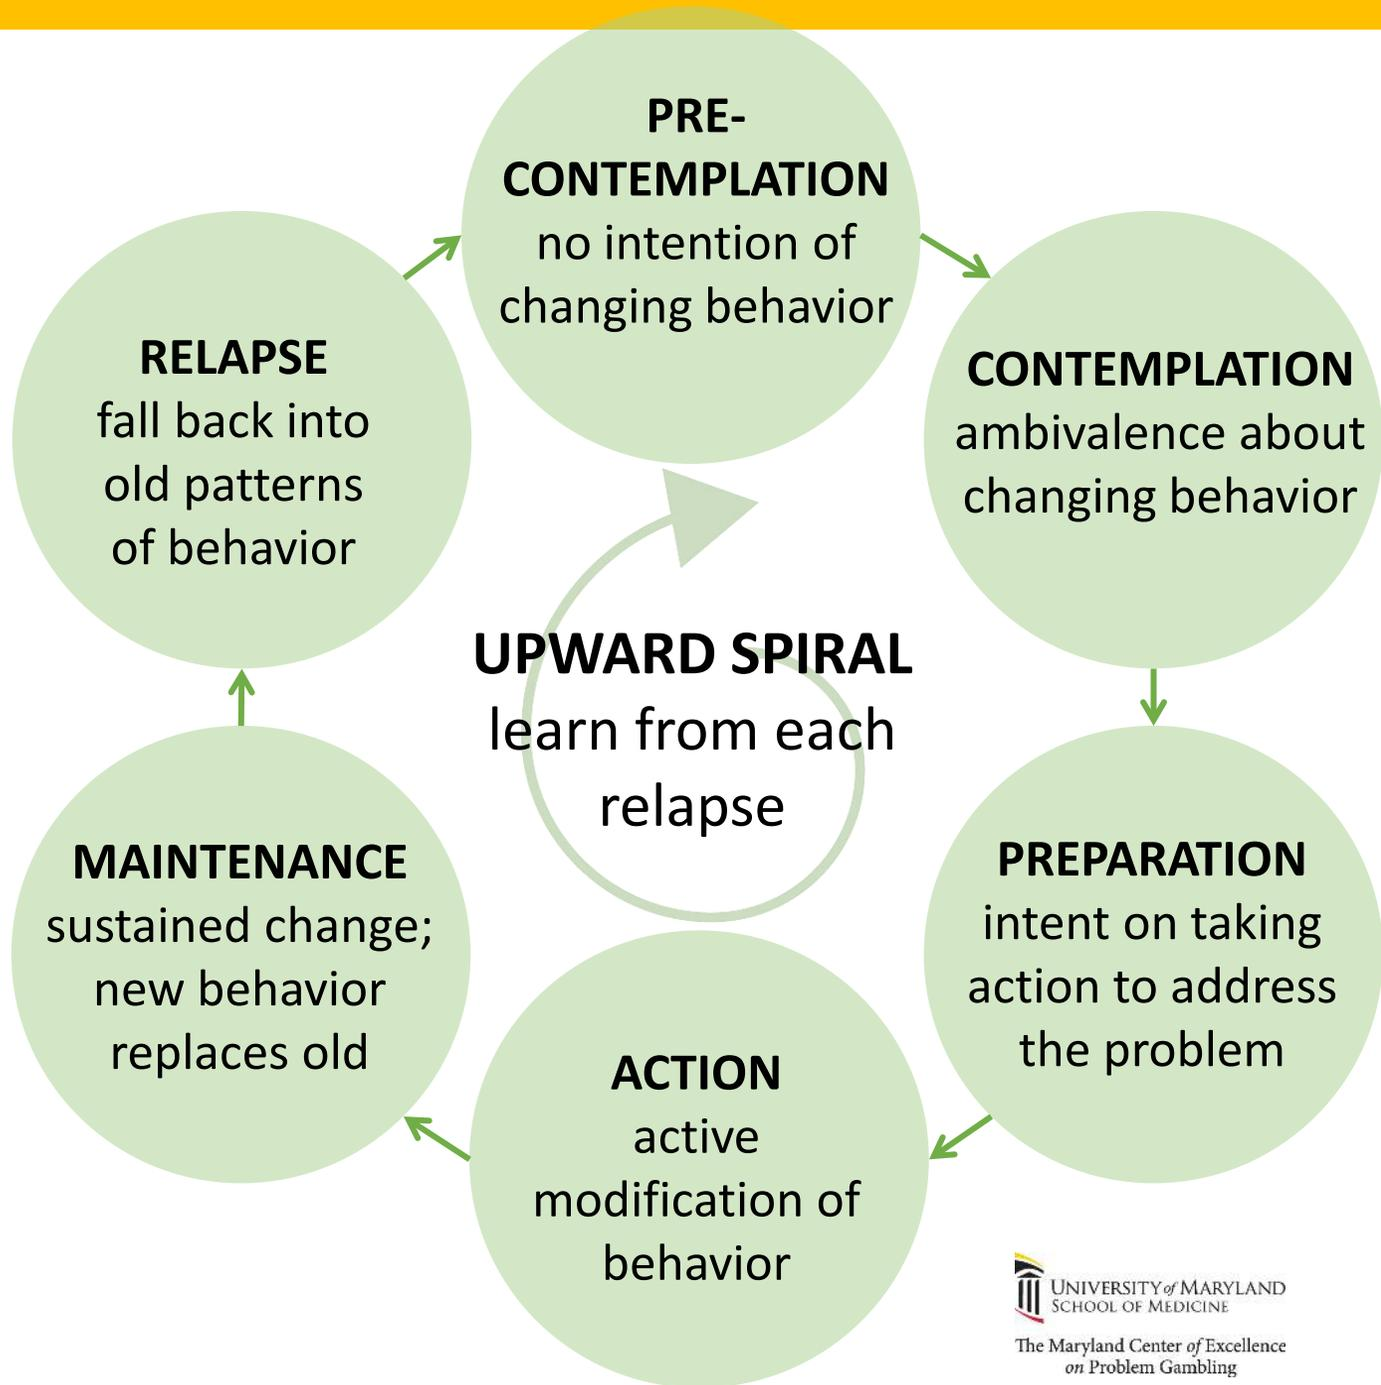 PRE-
CONTEMPLATION
no intention of
changing behavior
CONTEMPLATION
ambivalence about
changing behavior
PREPARATION
intent on taking
action to address
the problem
ACTION
active
modification of
behavior
MAINTENANCE
sustained change;
new behavior
replaces old
RELAPSE
fall back into
old patterns
of behavior
UPWARD SPIRAL
learn from each
relapse
UNIVERSITY of MARYLAND
SCHOOL OF MEDICINE
The Maryland Center of Excellence
on Problem Gambling